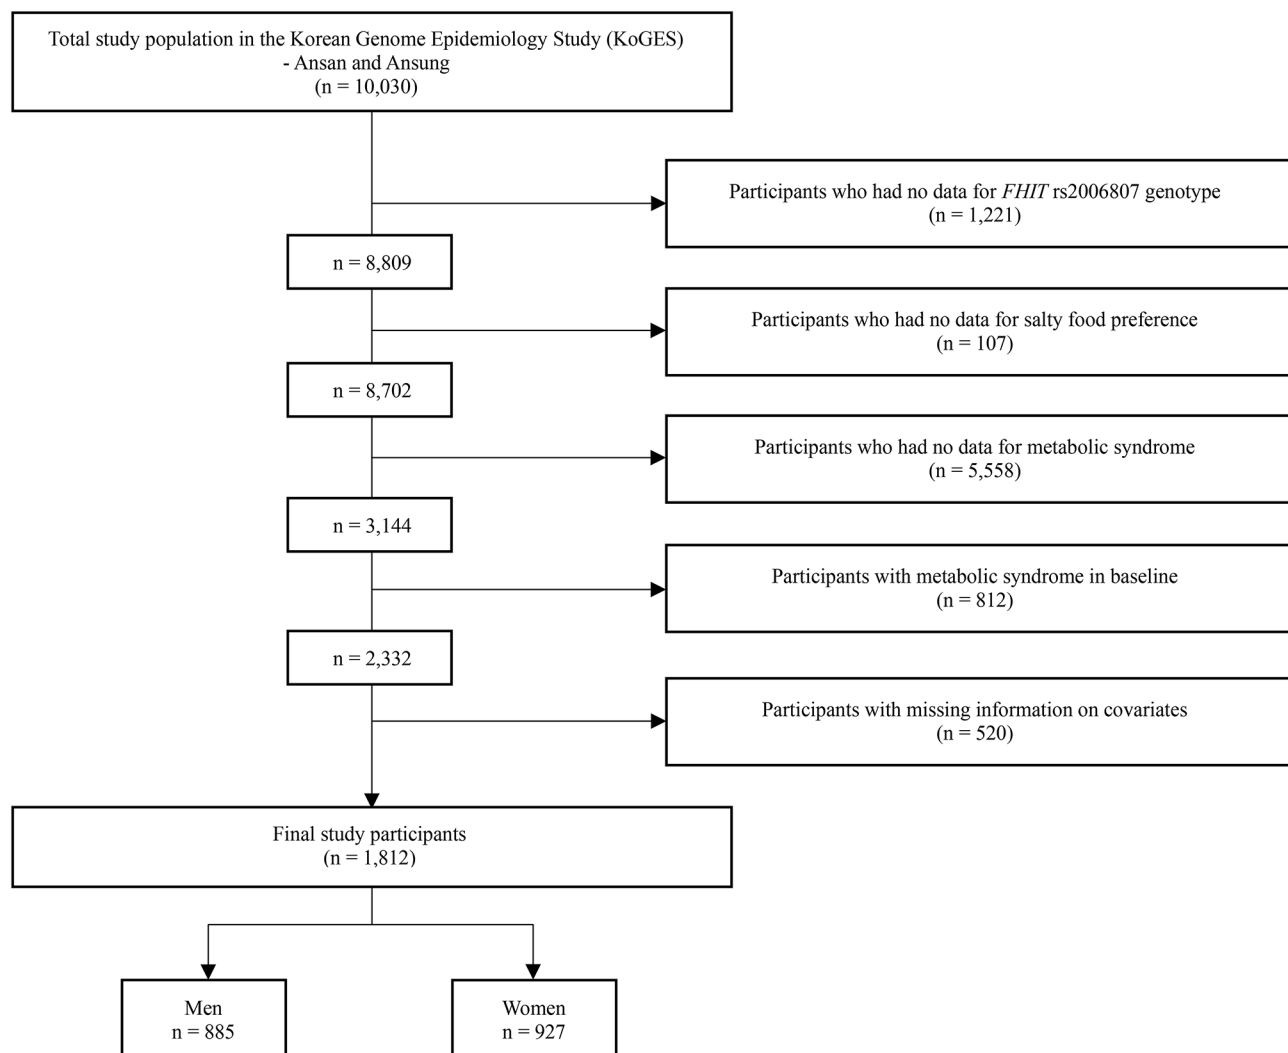 Total study population in the Korean Genome Epidemiology Study (KoGES)
- Ansan and Ansung
(n = 10,030)
Participants who had no data for FHIT rs2006807 genotype
(n = 1,221)
n = 8,809
Participants who had no data for salty food preference
(n = 107)
n = 8,702
Participants who had no data for metabolic syndrome
(n = 5,558)
n = 3,144
Participants with metabolic syndrome in baseline
(n = 812)
n = 2,332
Participants with missing information on covariates
(n = 520)
Final study participants
(n = 1,812)
Men
n = 885
Women
n = 927